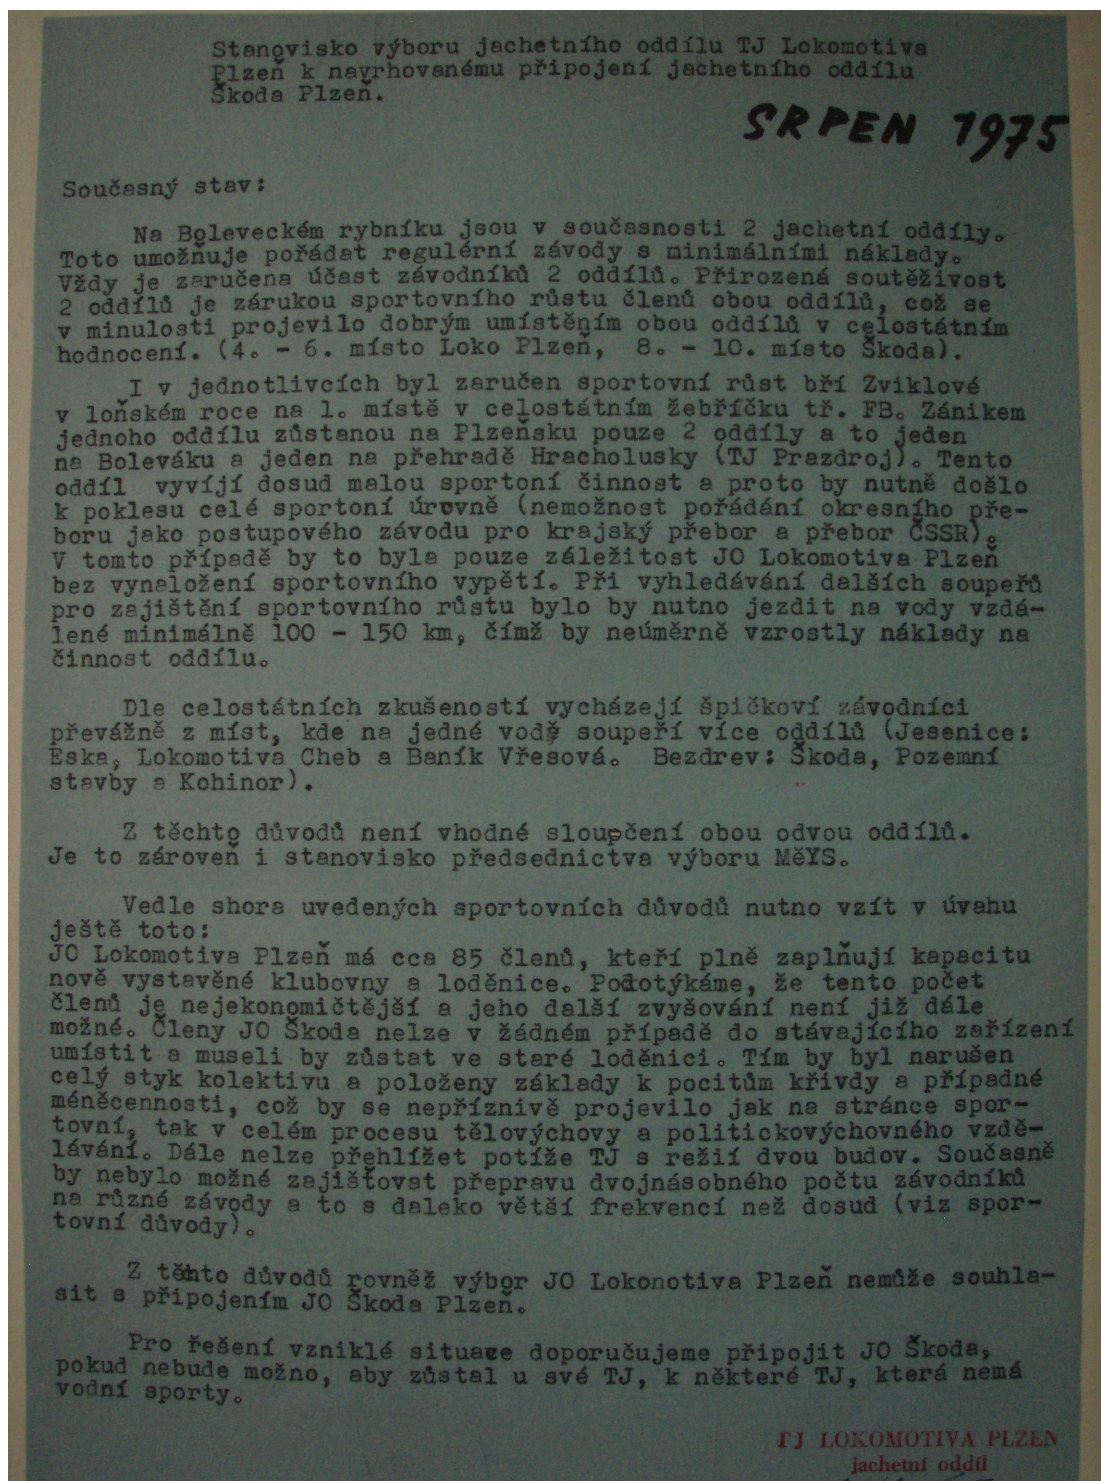 Stanovisko výboru jachetního oddílu TJ Lokomotiva
Plzeň k navrhovanému připojení jachetního oddílu
Škoda Plzeň.
SRPEN 1975
Současný stav:
Na Boleveckém rybníku jsou v současnosti 2 jachetní oddíly.
Toto umožňuje pořádat regulérní závody s minimálními náklady.
Vždy je zaručena účast závodníků 2 oddílů. Přirozená soutěživost
2 oddílů je zárukou sportovního růstu členů obou oddílů, což se
v minulosti projevilo dobrým umístěním obou oddílů v celostátním
hodnocení. (4. - 6. místo Loko Plzeň, 8. - 10. místo Škoda).
I v jednotlivcích byl zaručen sportovní růst bří Zviklové
v loňském roce na 1. místě v celostátním žebříčku tř. FB. Zánikem
jednoho oddílu zůstanou na Plzeňsku pouze 2 oddíly a to jeden
na Boleváku a jeden na přehradě Hracholusky (TJ Prazdroj). Tento
oddíl vyvíjí dosud malou sportoní činnost a proto by nutně došlo
k poklesu celé sportoní úrovně (nemožnost pořádání okresního pře-
boru jako postupového závodu pro krajský přebor a přebor ČSSR).
V tomto případě by to byla pouze záležitost JO Lokomotiva Plzeň
bez vynaložení sportovního vypětí. Při vyhledávání dalších soupeřů
pro zajištění sportovního růstu bylo by nutno jezdit na vody vzdá-
lené minimálně 100 - 150 km, čímž by neúměrně vzrostly náklady na
činnost oddílu.
Dle celostátních zkušeností vycházejí špičkoví závodníci
převážně z míst, kde na jedné vodě soupeří více oddílů (Jesenice:
Eska, Lokomotiva Cheb a Baník Vřesová. Bezdrev: Škoda, Pozemní
stavby a Kohinor).
Z těchto důvodů není vhodné sloupčení obou odvou oddílů.
Je to zároveň i stanovisko předsednictva výboru MěYS.
Vedle shora uvedených sportovních důvodů nutno vzít v úvahu
ještě toto:
JO Lokomotiva Plzeň má cca 85 členů, kteří plně zaplňují kapacitu
nově vystavěné klubovny a loděnice. Podotýkáme, že tento počet
členů je nejekonomičtější a jeho další zvyšování není již dále
možné. Členy JO Škoda nelze v žádném případě do stávajícího zařízení
umístit a museli by zůstat ve staré loděnici. Tím by byl narušen
celý styk kolektivu a položeny základy k pocitům křivdy a případné
méněcennosti, což by se nepříznivě projevilo jak na stránce spor-
tovní, tak v celém procesu tělovýchovy a politickovýchovného vzdě-
lávání. Dále nelze přehlížet potíže TJ s režií dvou budov. Současně
by nebylo možné zajišťovat přepravu dvojnásobného počtu závodníků
na různé závody a to s daleko větší frekvencí než dosud (viz spor-
tovní důvody).
Z těchto důvodů rovněž výbor JO Lokonotiva Plzeň nemůže souhla-
sit s připojením JO Škoda Plzeň.
Pro řešení vzniklé situace doporučujeme připojit JO Škoda,
pokud nebude možno, aby zůstal u své TJ, k některé TJ, která nemá
vodní sporty.
TJ LOKOMOTIVA PLZEŇ
jachetní oddíl